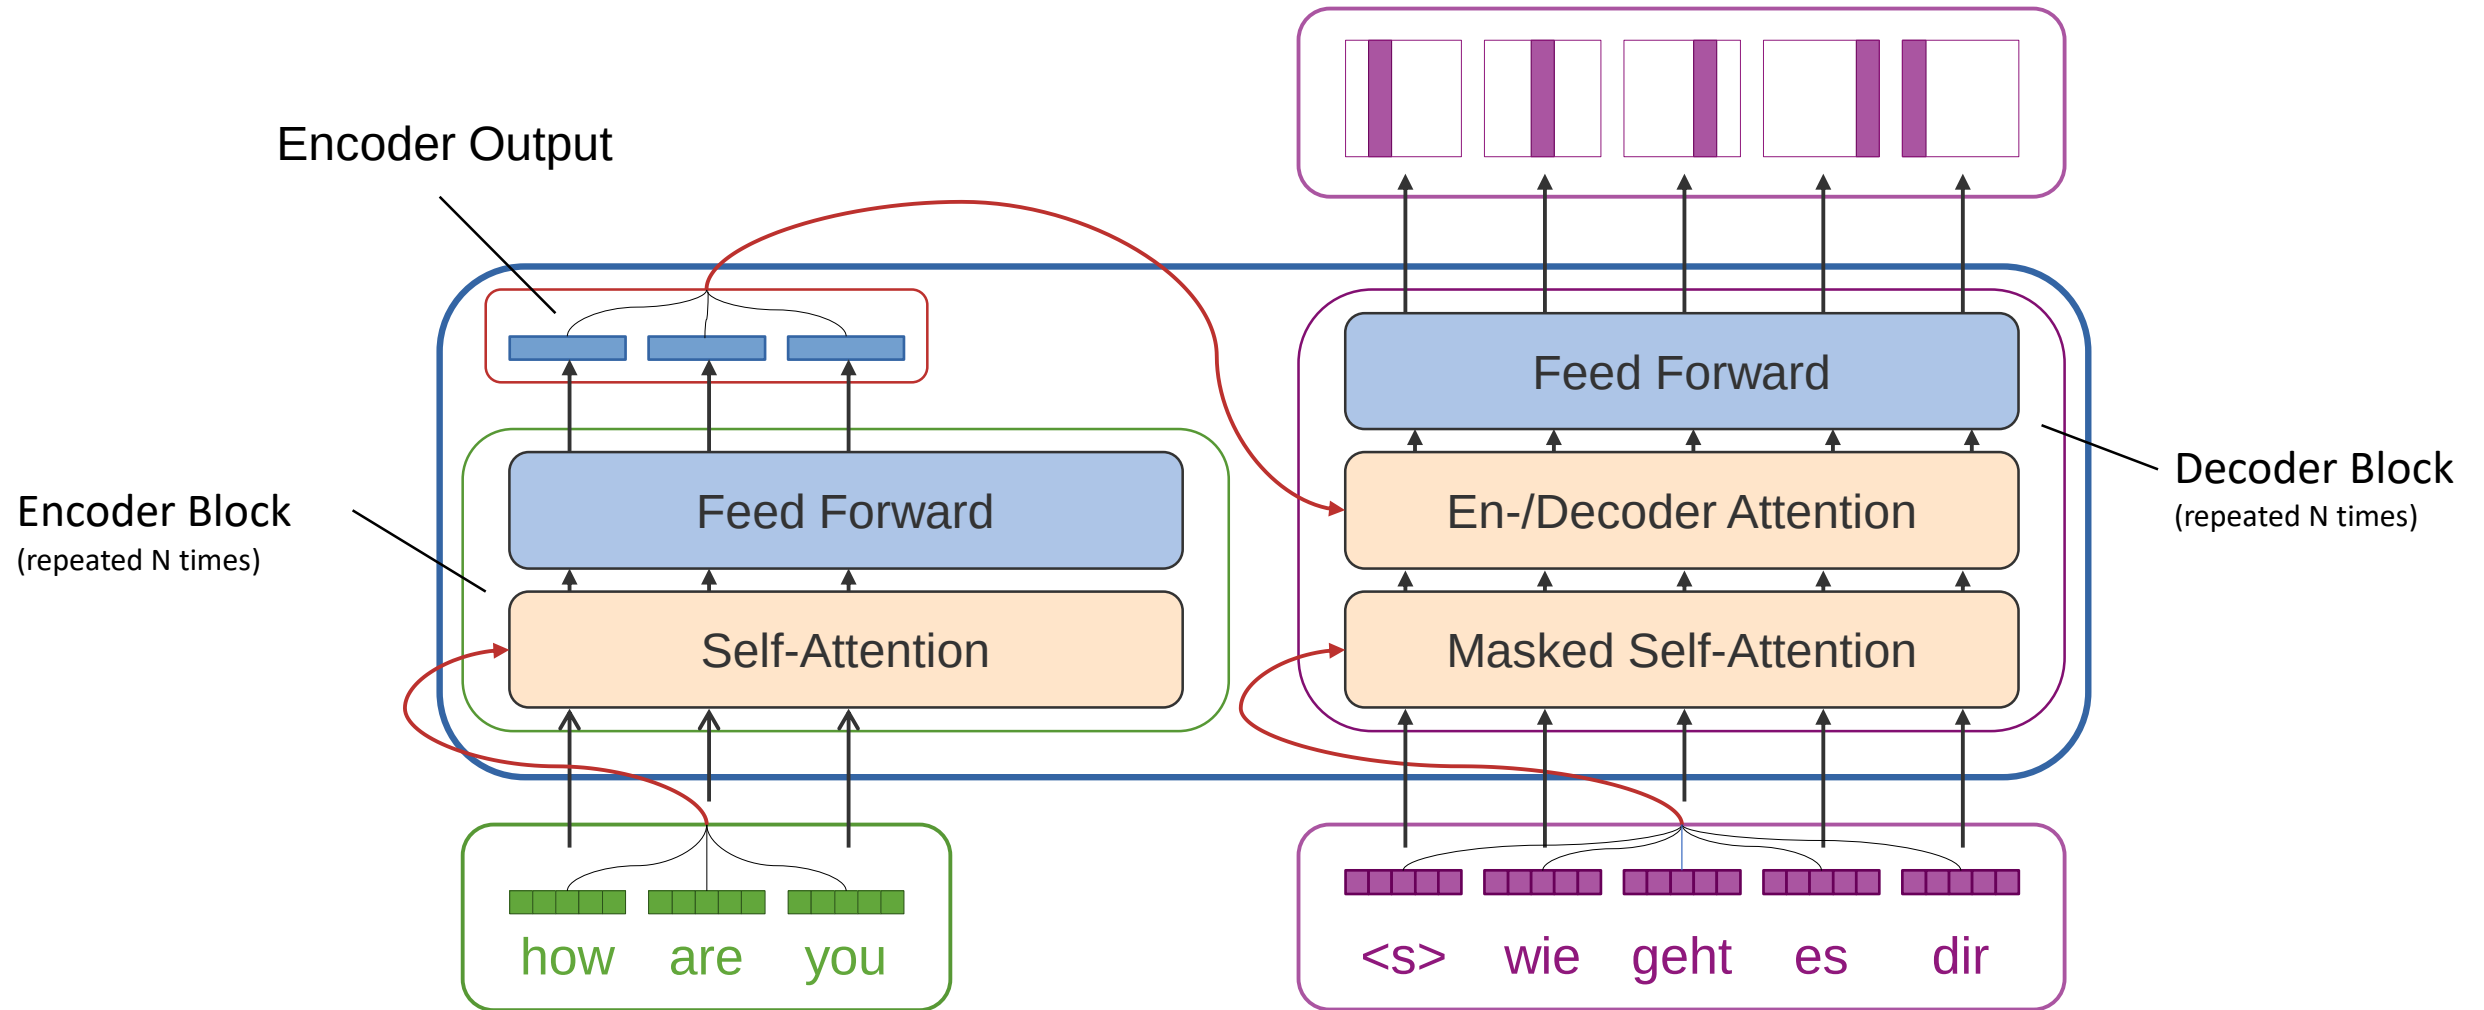 Encoder Output
Encoder Block
(repeated N times)
Feed Forward
Self-Attention
how are you
Feed Forward
En-/Decoder Attention
Masked Self-Attention
<s> wie geht es dir
Decoder Block
(repeated N times)